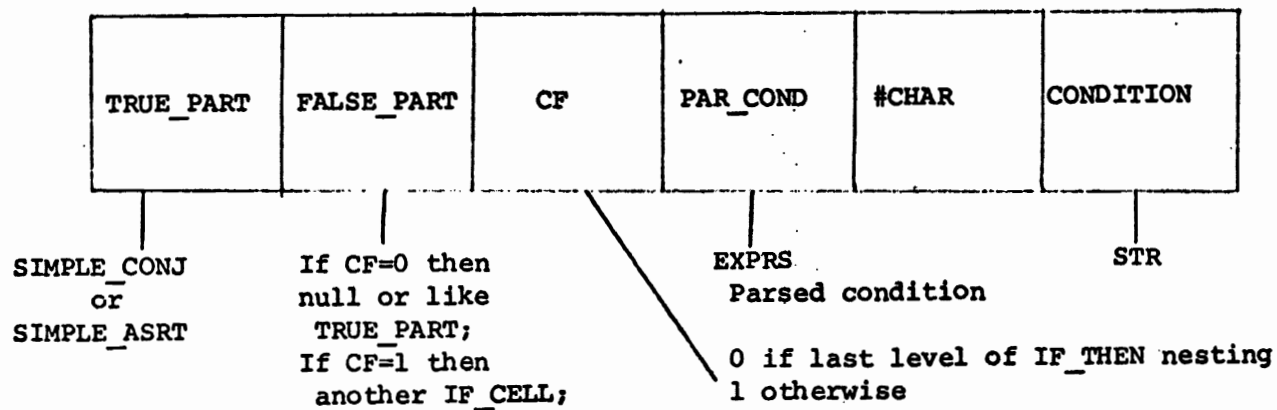 TRUE_PART FALSE_PART CF PAR_COND #CHAR CONDITION
SIMPLE_CONJ
or
SIMPLE_ASRT
If CF=0 then
null or like
TRUE_PART;
If CF=1 then
another IF_CELL;
EXPRS
Parsed condition
0 if last level of IF_THEN nesting
1 otherwise
STR